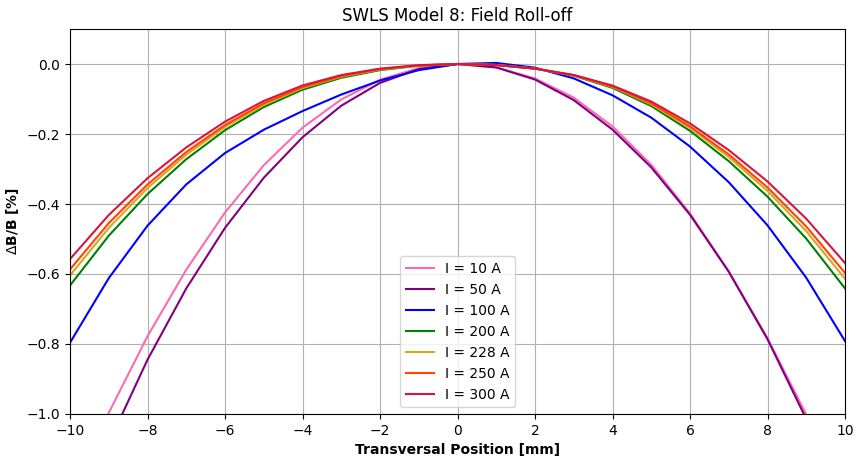 SWLS Model 8: Field Roll-off
ΔB/B [%]
0.0
−0.2
−0.4
−0.6
−0.8
−1.0
I = 10 A
I = 50 A
I = 100 A
I = 200 A
I = 228 A
I = 250 A
I = 300 A
−10 −8 −6 −4 −2 0 2 4 6 8 10
Transversal Position [mm]